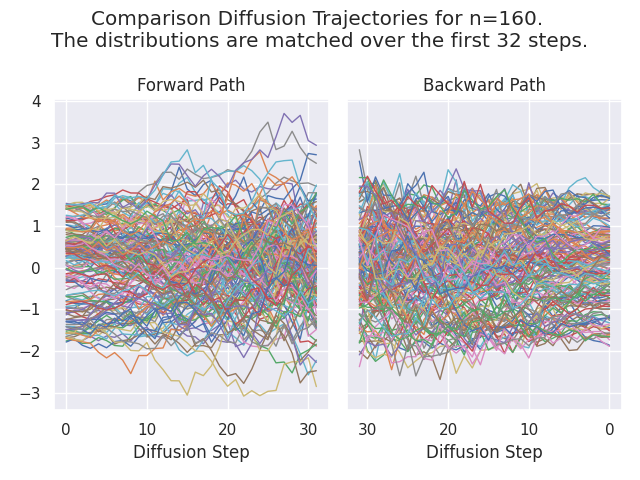 Comparison Diffusion Trajectories for n=160.
The distributions are matched over the first 32 steps.
Forward Path
Backward Path
4
3
2
1
0
−1
−2
−3
0 10 20 30
30 20 10 0
Diffusion Step
Diffusion Step